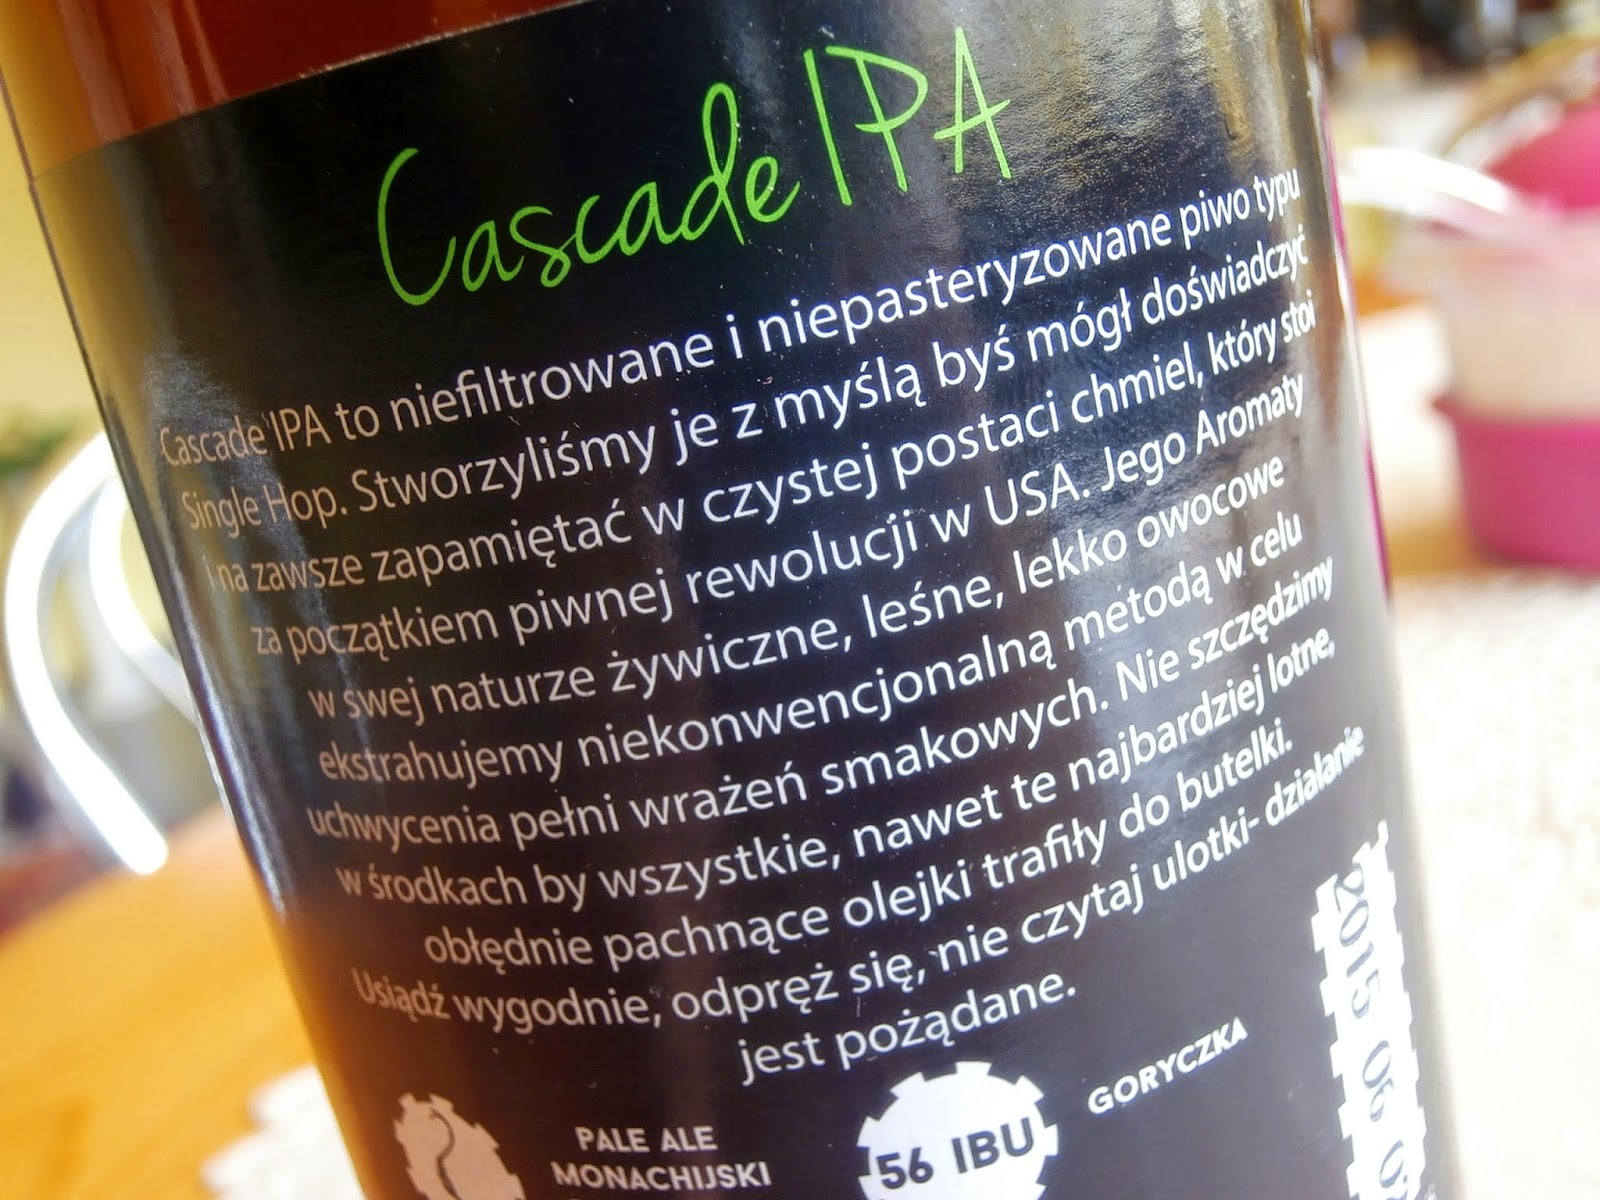 Cascade IPA
Cascade IPA to niefiltrowane i niepasteryzowane piwo typu
Single Hop. Stworzyliśmy je z myślą byś mógł doświadczyć
i na zawsze zapamiętać w czystej postaci chmiel, który stoi
za początkiem piwnej rewolucji w USA. Jego Aromaty
w swej naturze żywiczne, leśne, lekko owocowe
ekstrahujemy niekonwencjonalną metodą w celu
uchwycenia pełni wrażeń smakowych. Nie szczędzimy
w środkach by wszystkie, nawet te najbardziej lotne,
obłędnie pachnące olejki trafiły do butelki.
Usiądź wygodnie, odpręż się, nie czytaj ulotki- działanie
jest pożądane.
PALE ALE
MONACHIJSKI
56 IBU
GORYCZKA
2015